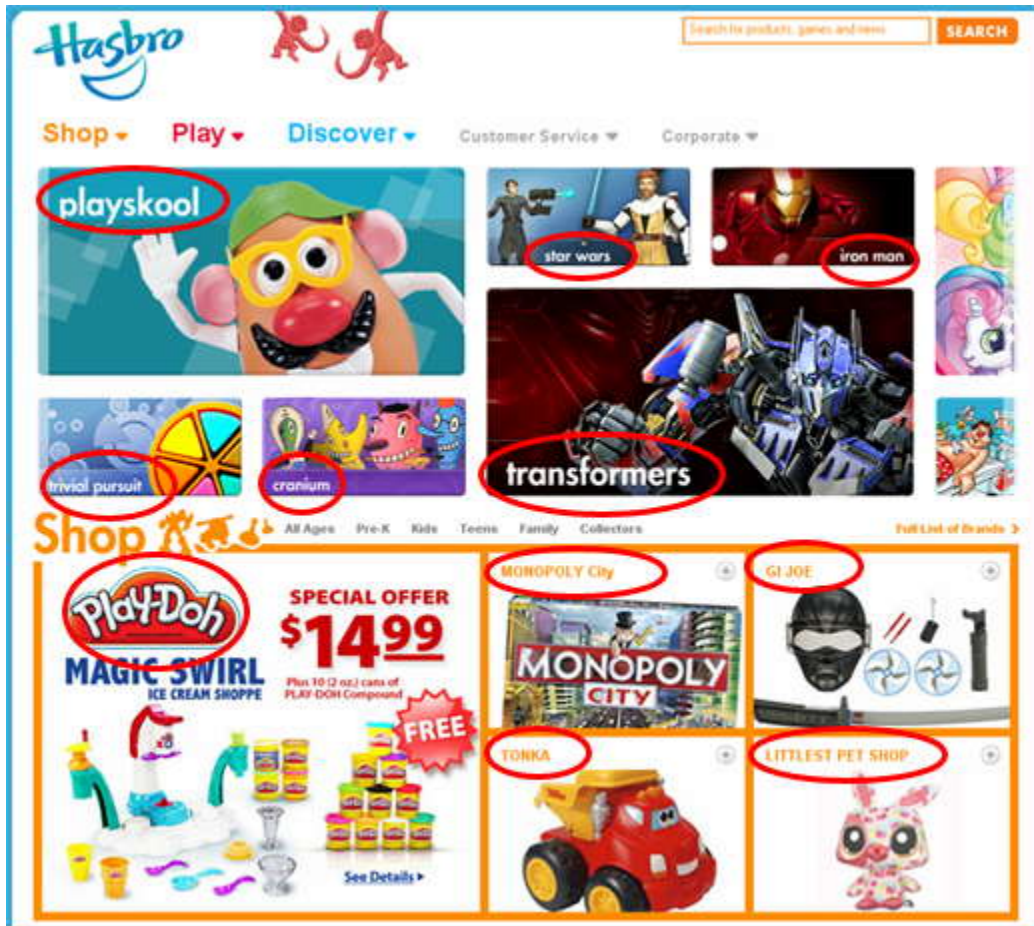 Hasbro
Search for products, games and news
SEARCH
Shop
Play
Discover
Customer Service
Corporate
playskool
star wars
iron man
trivial pursuit
cranium
transformers
Shop
All Ages
Pre-K
Kids
Teens
Family
Collectors
Full List of Brands
Play-Doh
MAGIC SWIRL
ICE CREAM SHOPPE
SPECIAL OFFER
$14.99
Plus 10 (2 oz.) cans of
PLAY-DOH Compound
FREE
See Details
MONOPOLY City
MONOPOLY
CITY
GI JOE
TONKA
LITTLEST PET SHOP